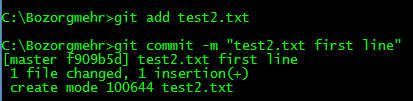 C:\Bozorgmehr>git add test2.txt
C:\Bozorgmehr>git commit -m "test2.txt first line"
[master f909b5d] test2.txt first line
 1 file changed, 1 insertion(+)
 create mode 100644 test2.txt